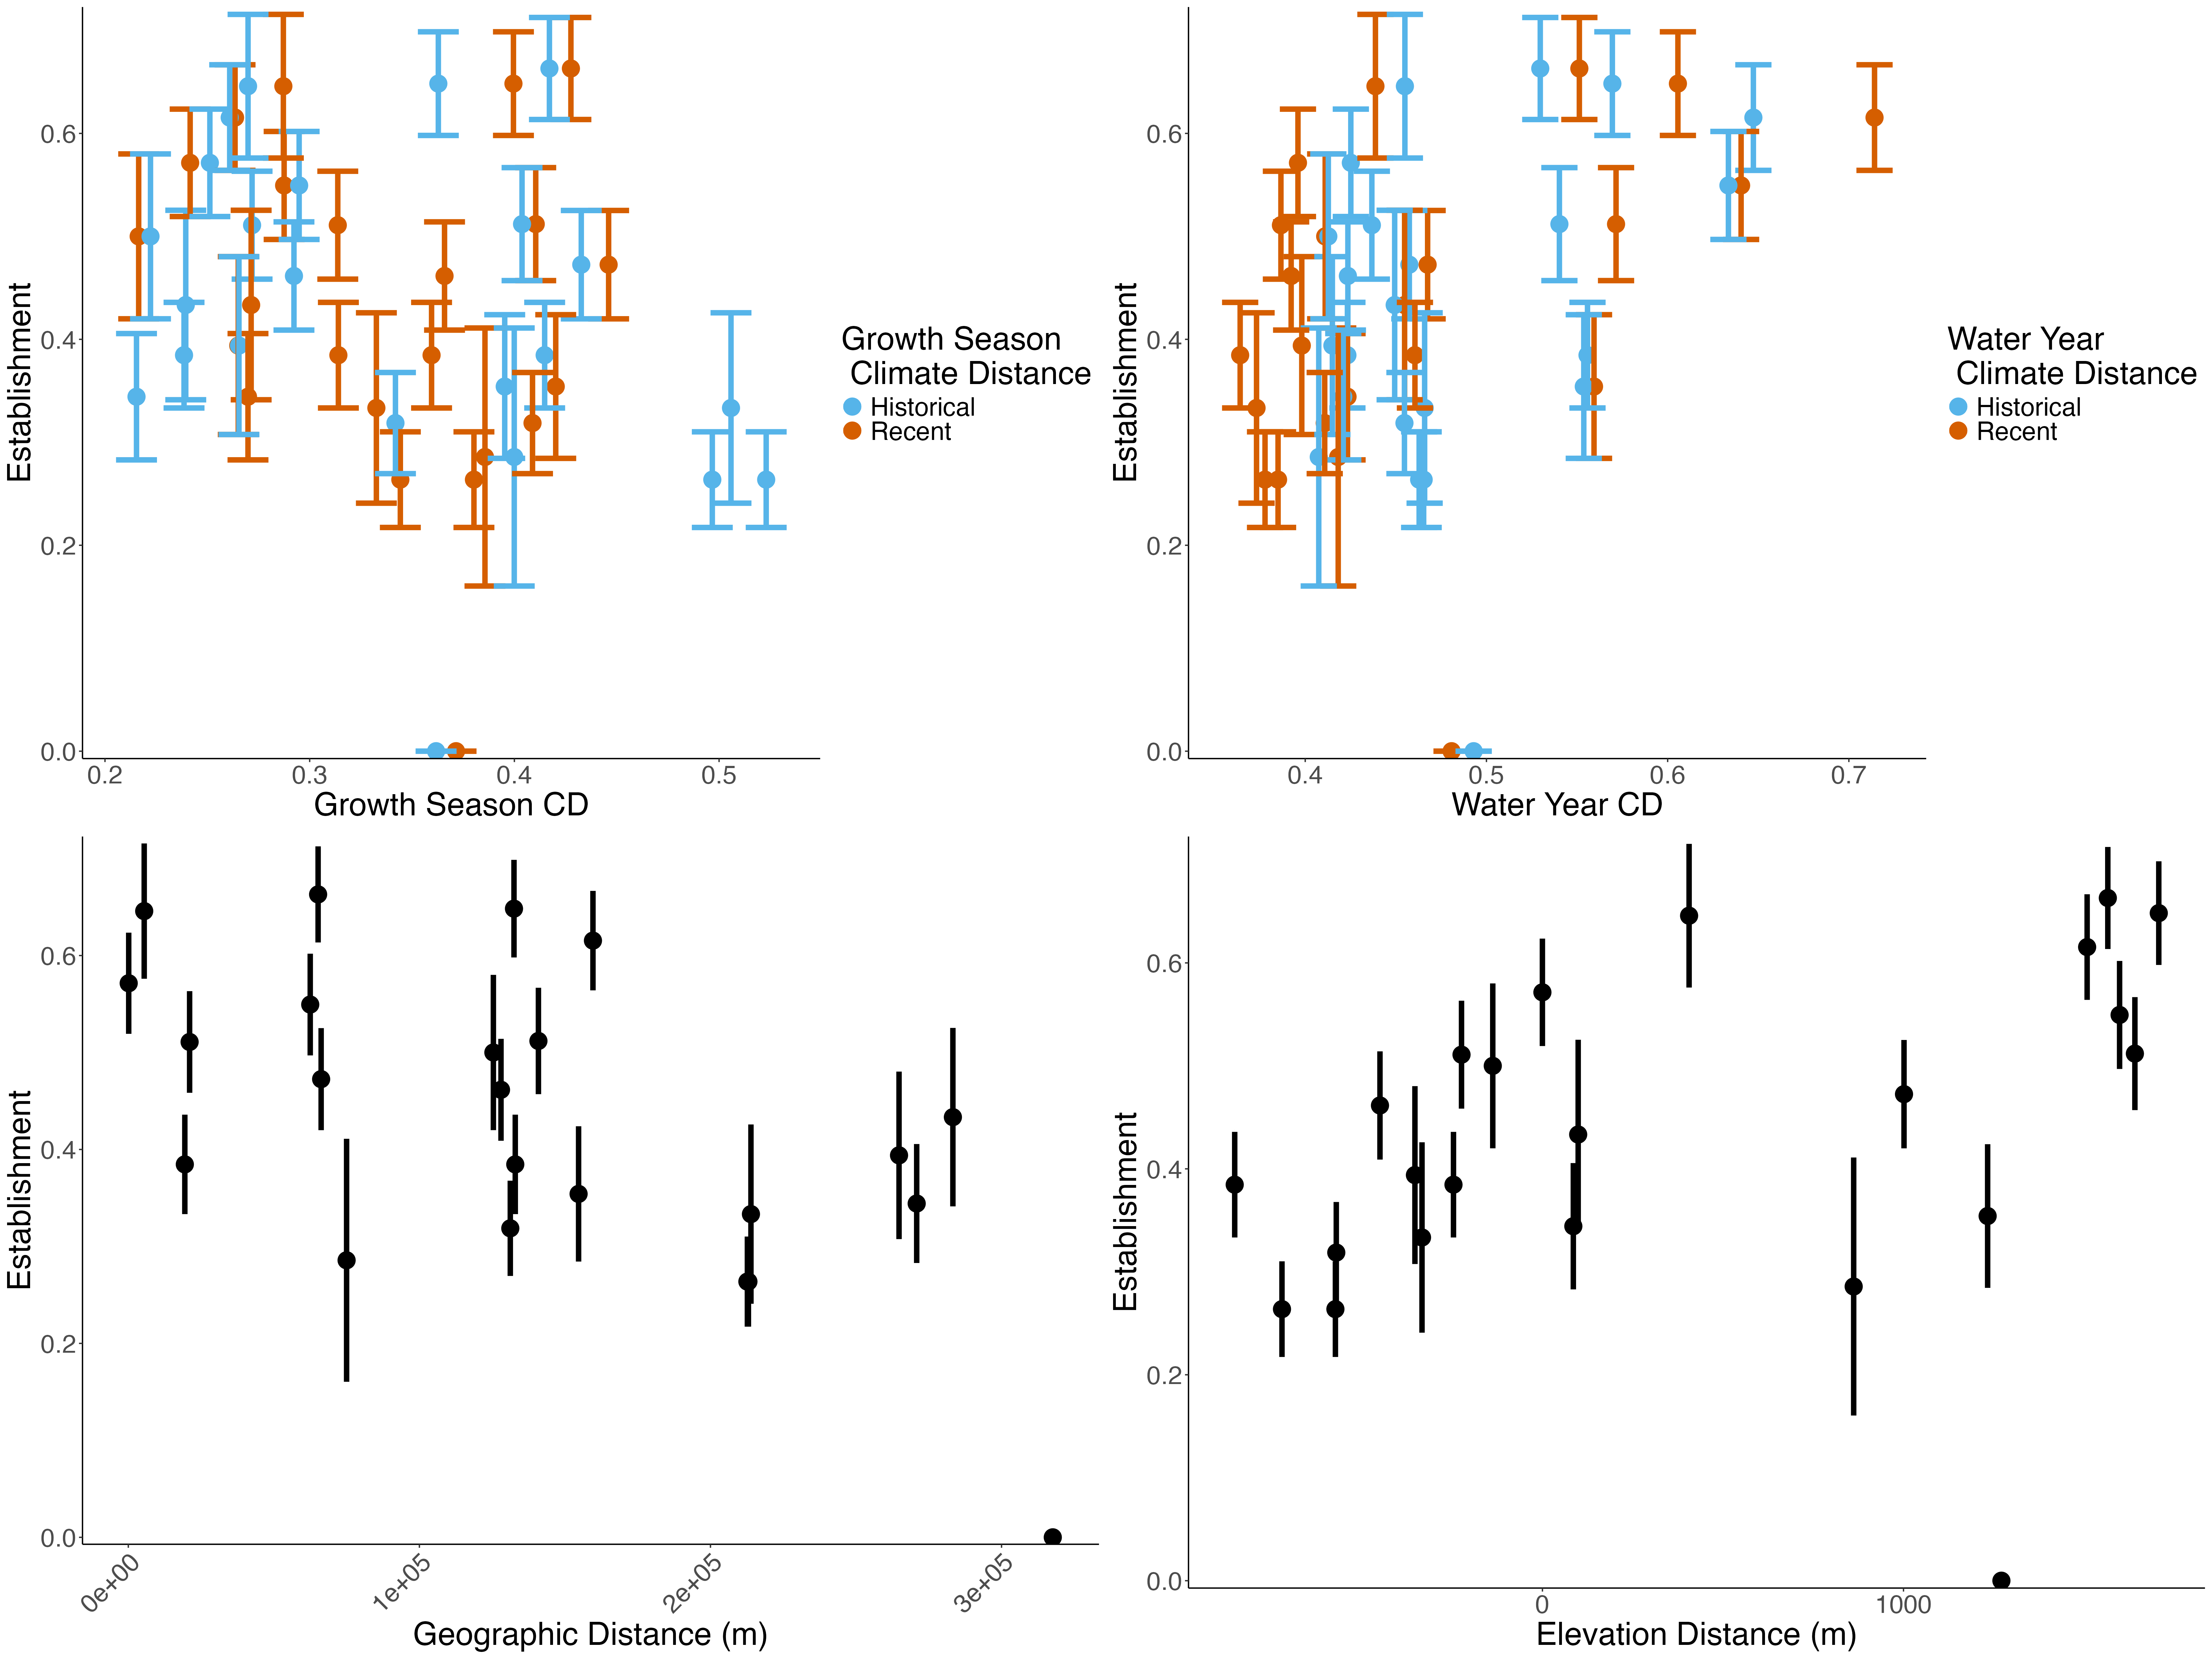 Establishment
0.6
0.4
0.2
0.0
0.2
0.3
0.4
0.5
Growth Season CD
Growth Season
Climate Distance
Historical
Recent
Establishment
0.6
0.4
0.2
0.0
0.4
0.5
0.6
0.7
Water Year CD
Water Year
Climate Distance
Historical
Recent
Establishment
0.6
0.4
0.2
0.0
0e+00
1e+05
2e+05
3e+05
Geographic Distance (m)
Establishment
0.6
0.4
0.2
0.0
0
1000
Elevation Distance (m)